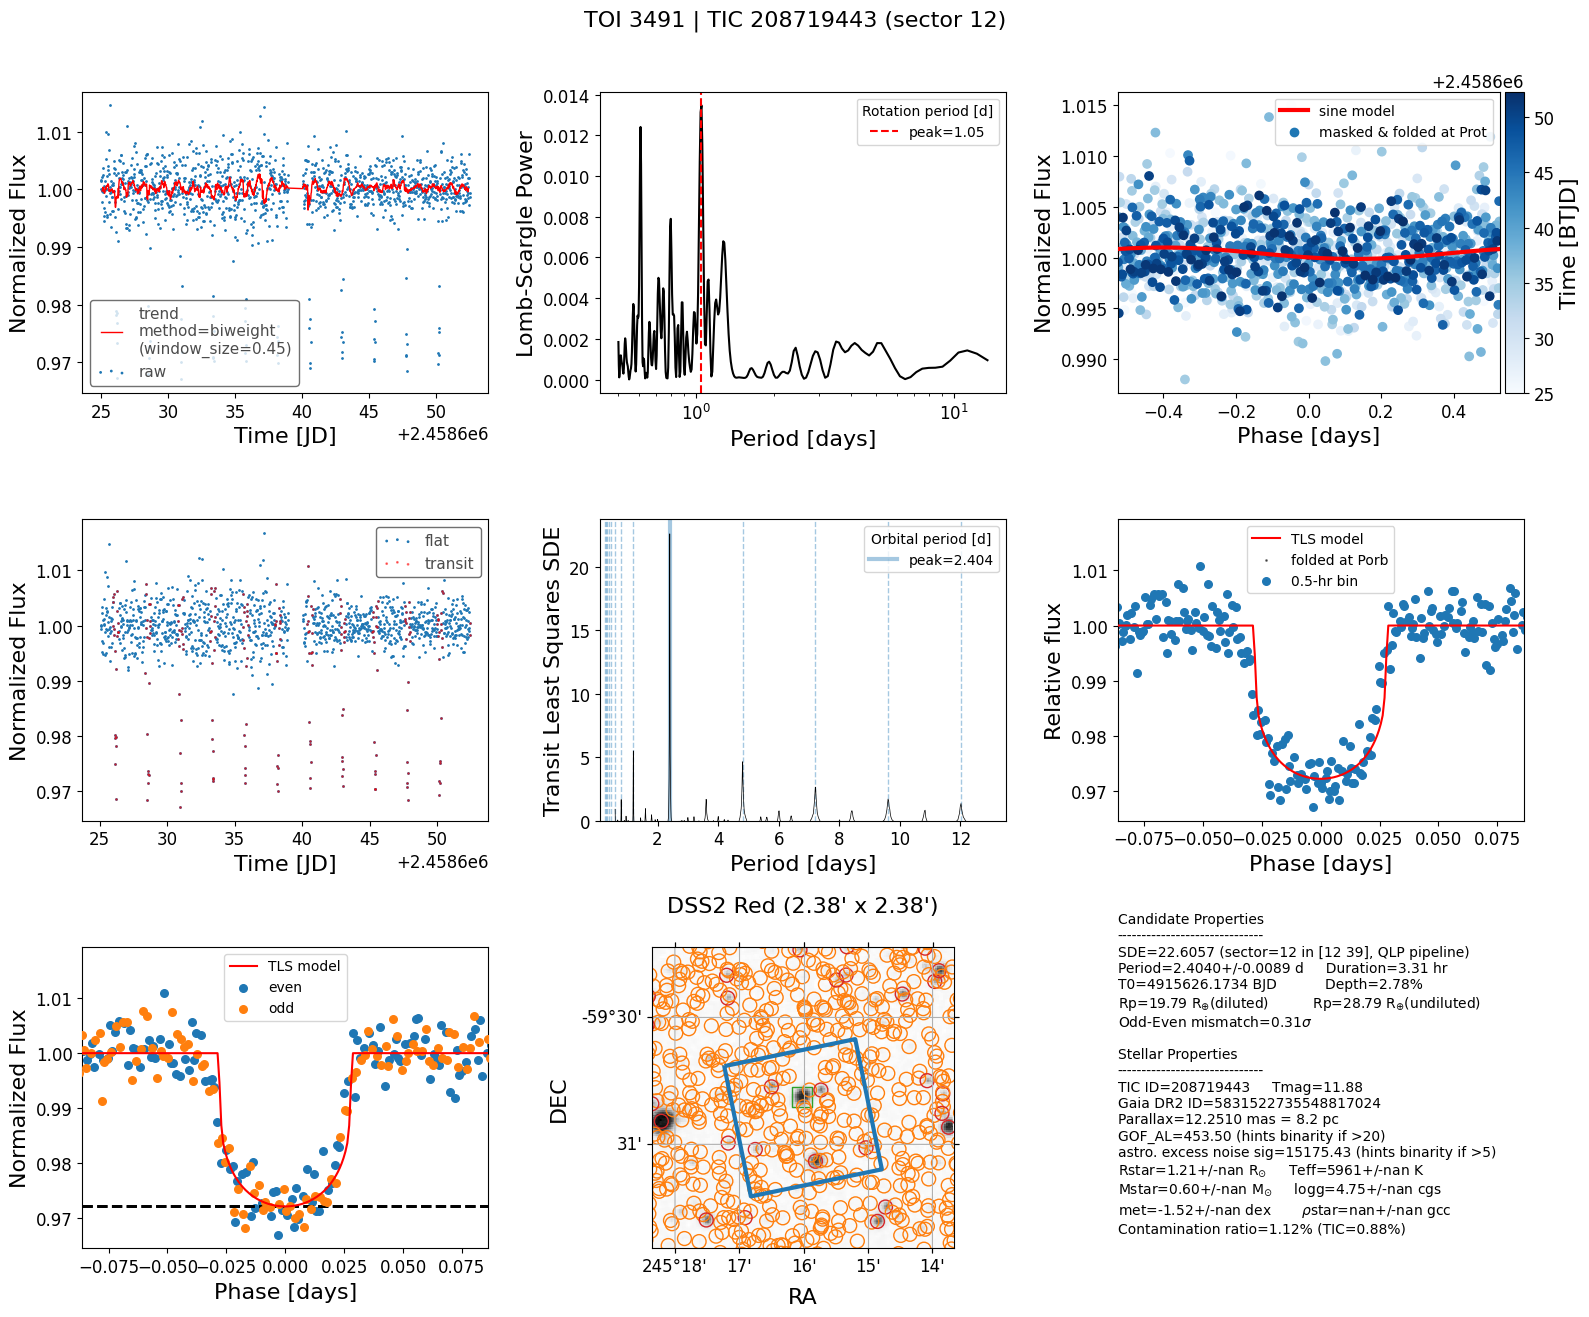 TOI 3491 | TIC 208719443 (sector 12)
Normalized Flux
1.01
1.00
0.99
0.98
0.97
trend
method=biweight
(window_size=0.45)
raw
25 30 35 40 45 50
Time [JD]
+2.4586e6
Lomb-Scargle Power
0.014
0.012
0.010
0.008
0.006
0.004
0.002
0.000
Rotation period [d]
peak=1.05
10⁰ 10¹
Period [days]
Normalized Flux
1.015
1.010
1.005
1.000
0.995
0.990
sine model
masked & folded at Prot
−0.4 −0.2 0.0 0.2 0.4
Phase [days]
+2.4586e6
50
45
40
35
30
25
Time [BTJD]
Normalized Flux
1.01
1.00
0.99
0.98
0.97
flat
transit
25 30 35 40 45 50
Time [JD]
+2.4586e6
Transit Least Squares SDE
20
15
10
5
0
Orbital period [d]
peak=2.404
2 4 6 8 10 12
Period [days]
Relative flux
1.01
1.00
0.99
0.98
0.97
TLS model
folded at Porb
0.5-hr bin
−0.075 −0.050 −0.025 0.000 0.025 0.050 0.075
Phase [days]
Normalized Flux
1.01
1.00
0.99
0.98
0.97
TLS model
even
odd
−0.075 −0.050 −0.025 0.000 0.025 0.050 0.075
Phase [days]
DSS2 Red (2.38' x 2.38')
DEC
-59°30'
31'
245°18' 17' 16' 15' 14'
RA
Candidate Properties
------------------------------
SDE=22.6057 (sector=12 in [12 39], QLP pipeline)
Period=2.4040+/-0.0089 d Duration=3.31 hr
T0=4915626.1734 BJD Depth=2.78%
Rp=19.79 R⊕(diluted) Rp=28.79 R⊕(undiluted)
Odd-Even mismatch=0.31σ
Stellar Properties
------------------------------
TIC ID=208719443 Tmag=11.88
Gaia DR2 ID=5831522735548817024
Parallax=12.2510 mas = 8.2 pc
GOF_AL=453.50 (hints binarity if >20)
astro. excess noise sig=15175.43 (hints binarity if >5)
Rstar=1.21+/-nan R⊙ Teff=5961+/-nan K
Mstar=0.60+/-nan M⊙ logg=4.75+/-nan cgs
met=-1.52+/-nan dex ρstar=nan+/-nan gcc
Contamination ratio=1.12% (TIC=0.88%)